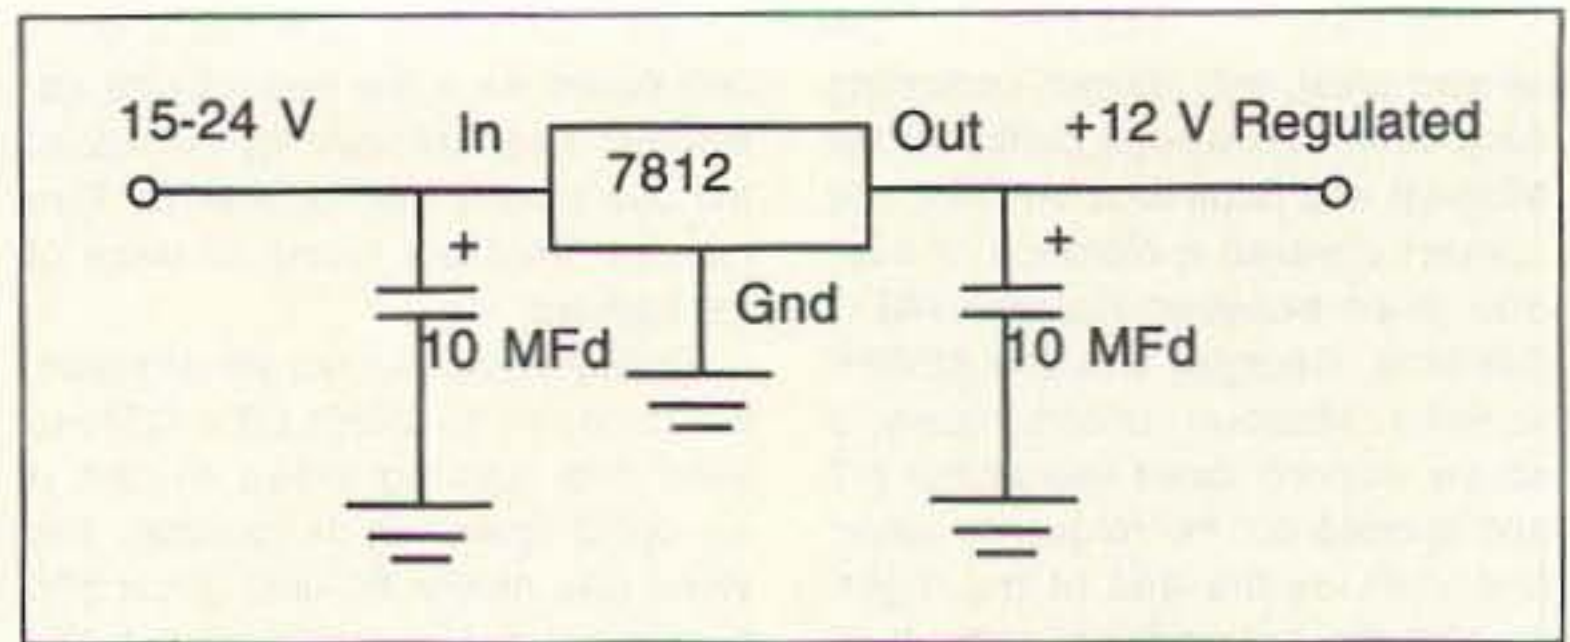 15-24 V
In
7812
Out
+12 V Regulated
+
+
Gnd
10 MFd
10 MFd